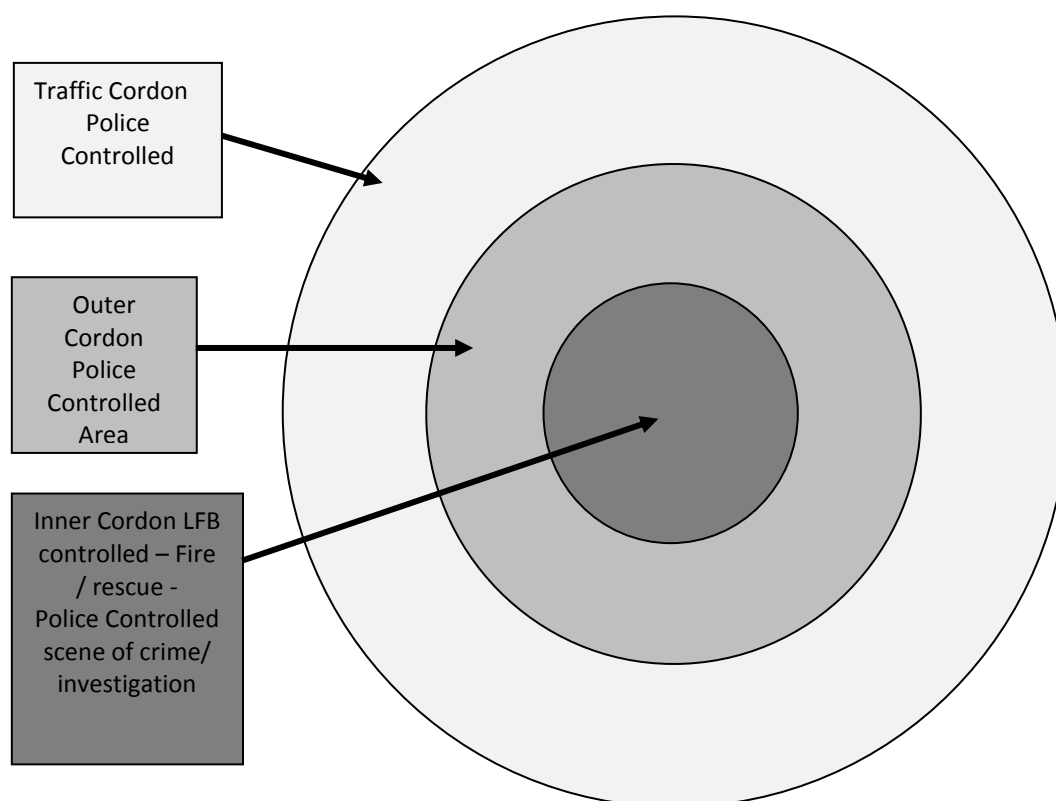 Traffic Cordon
Police
Controlled
Outer
Cordon
Police
Controlled
Area
Inner Cordon LFB
controlled – Fire
/ rescue -
Police Controlled
scene of crime/
investigation